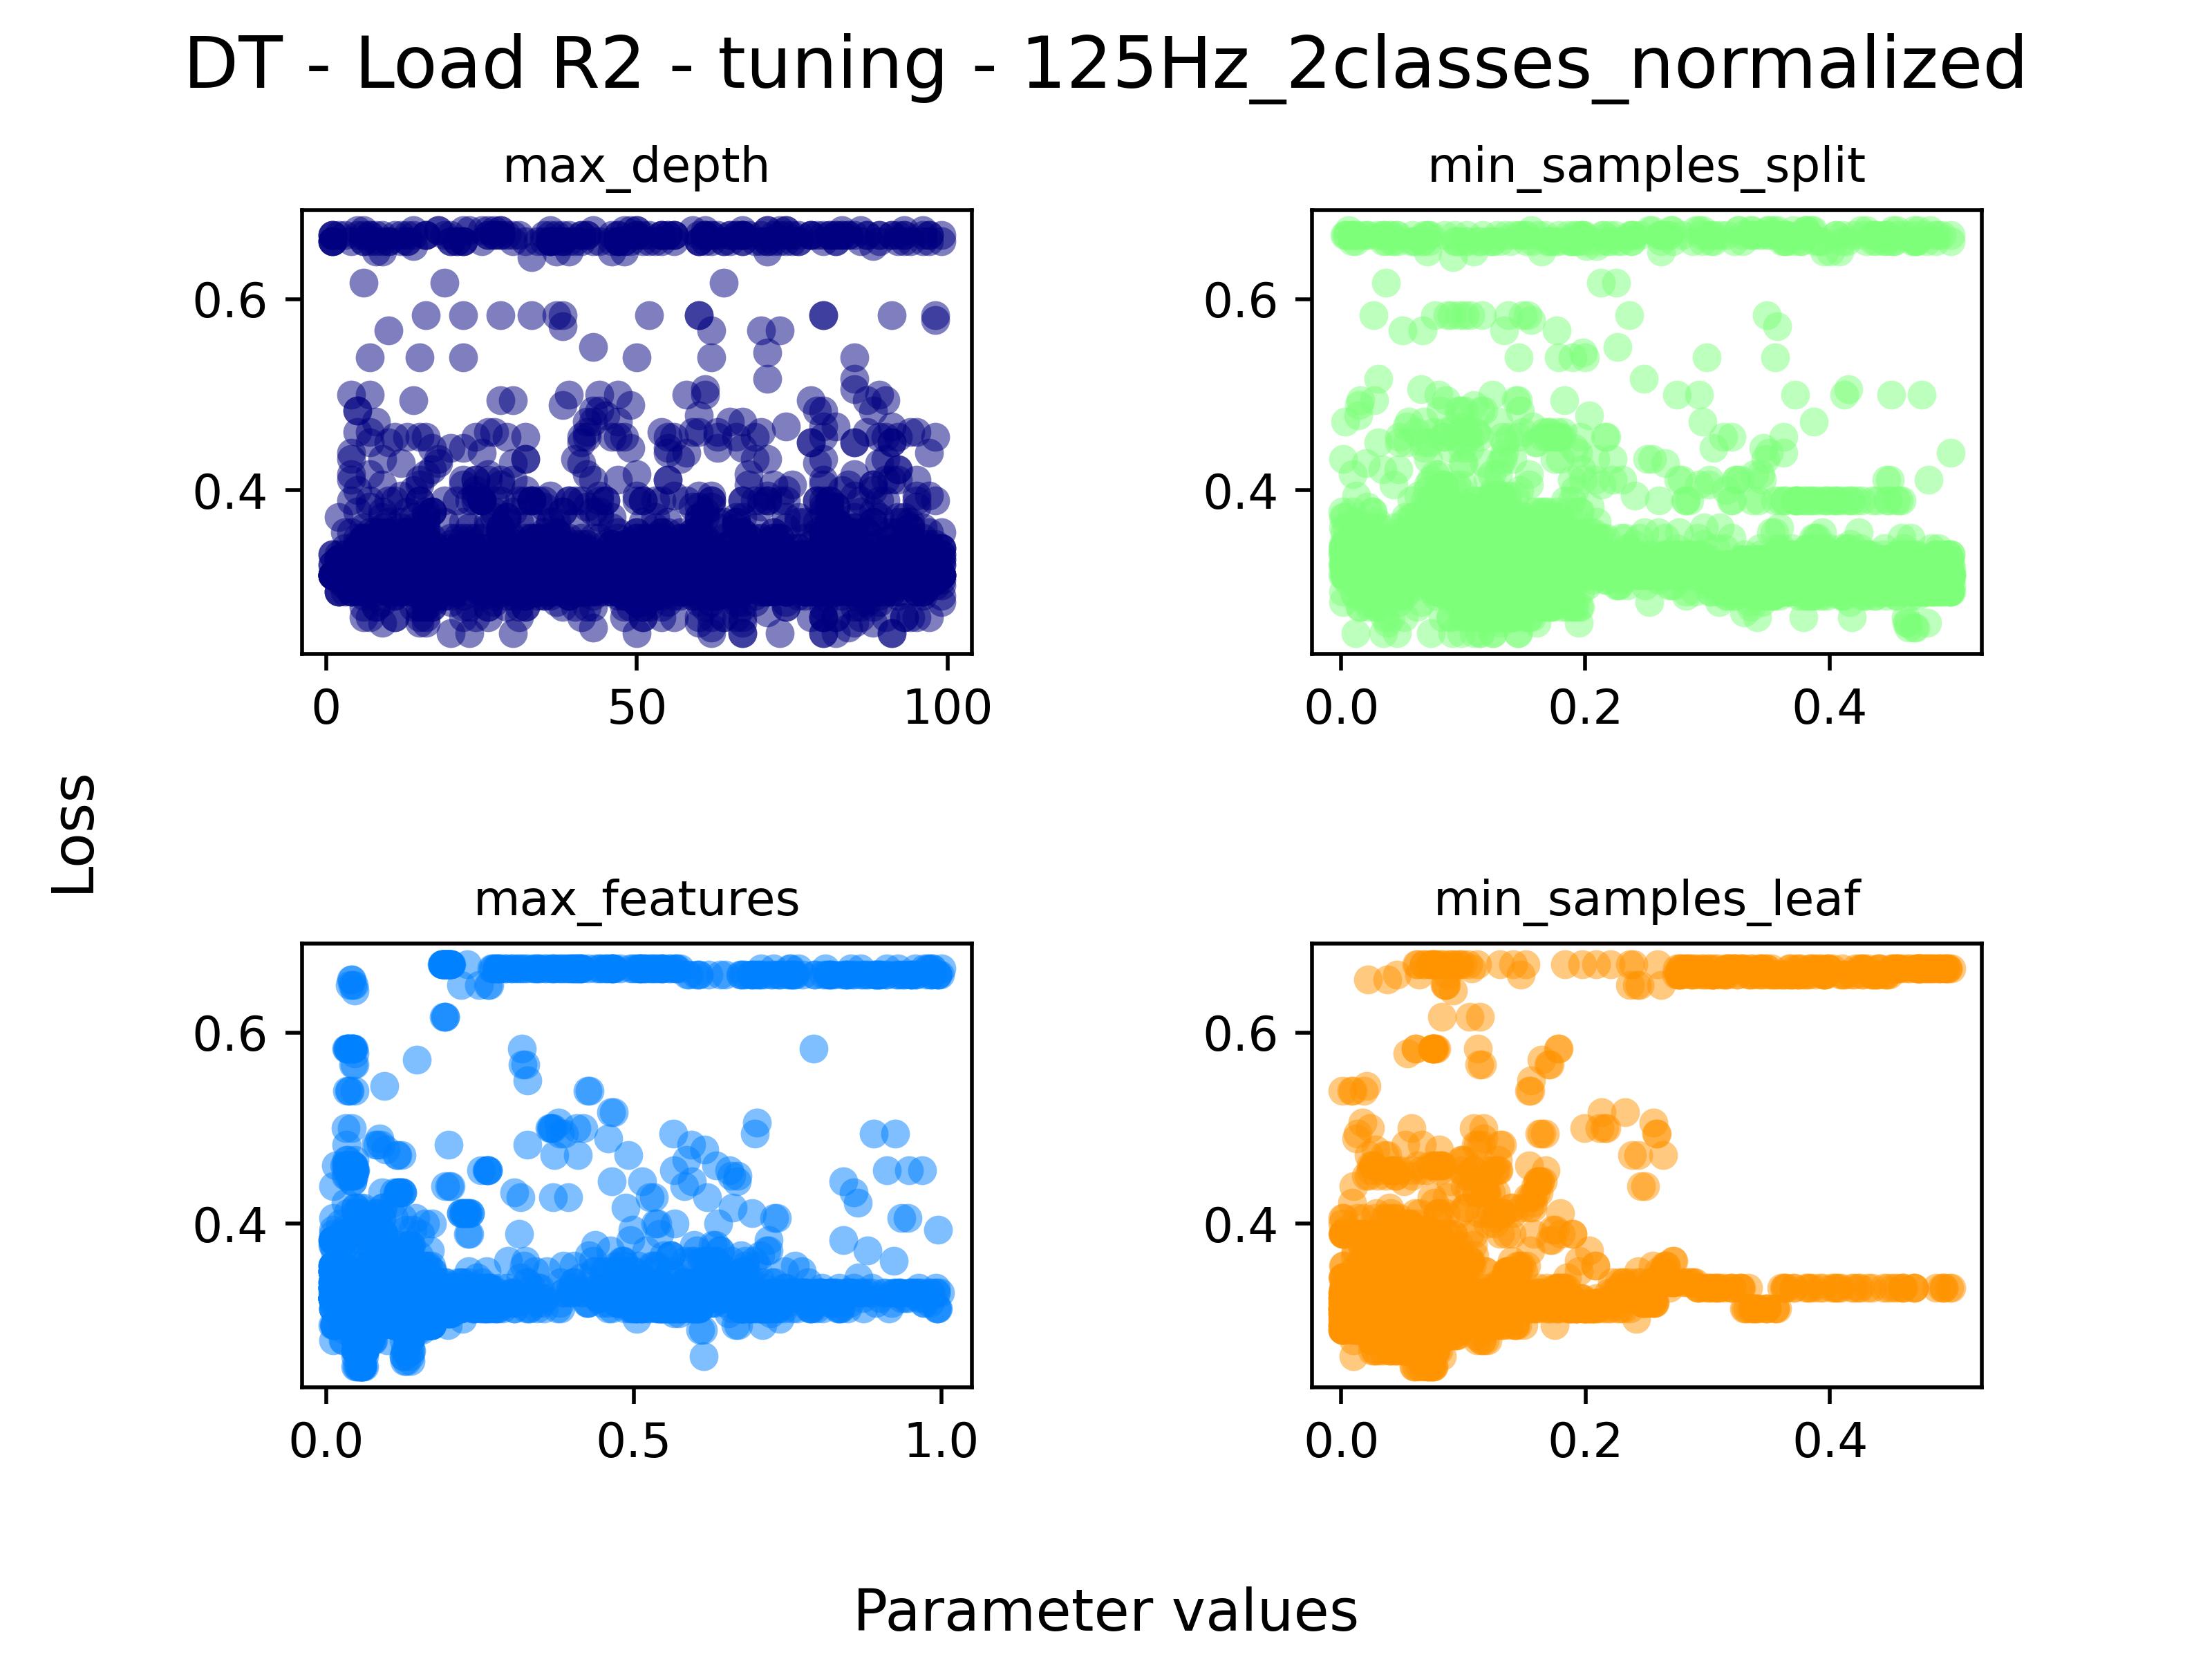 DT - Load R2 - tuning - 125Hz_2classes_normalized
max_depth
0.6
0.4
0 50 100
min_samples_split
0.6
0.4
0.0 0.2 0.4
Loss
max_features
0.6
0.4
0.0 0.5 1.0
min_samples_leaf
0.6
0.4
0.0 0.2 0.4
Parameter values